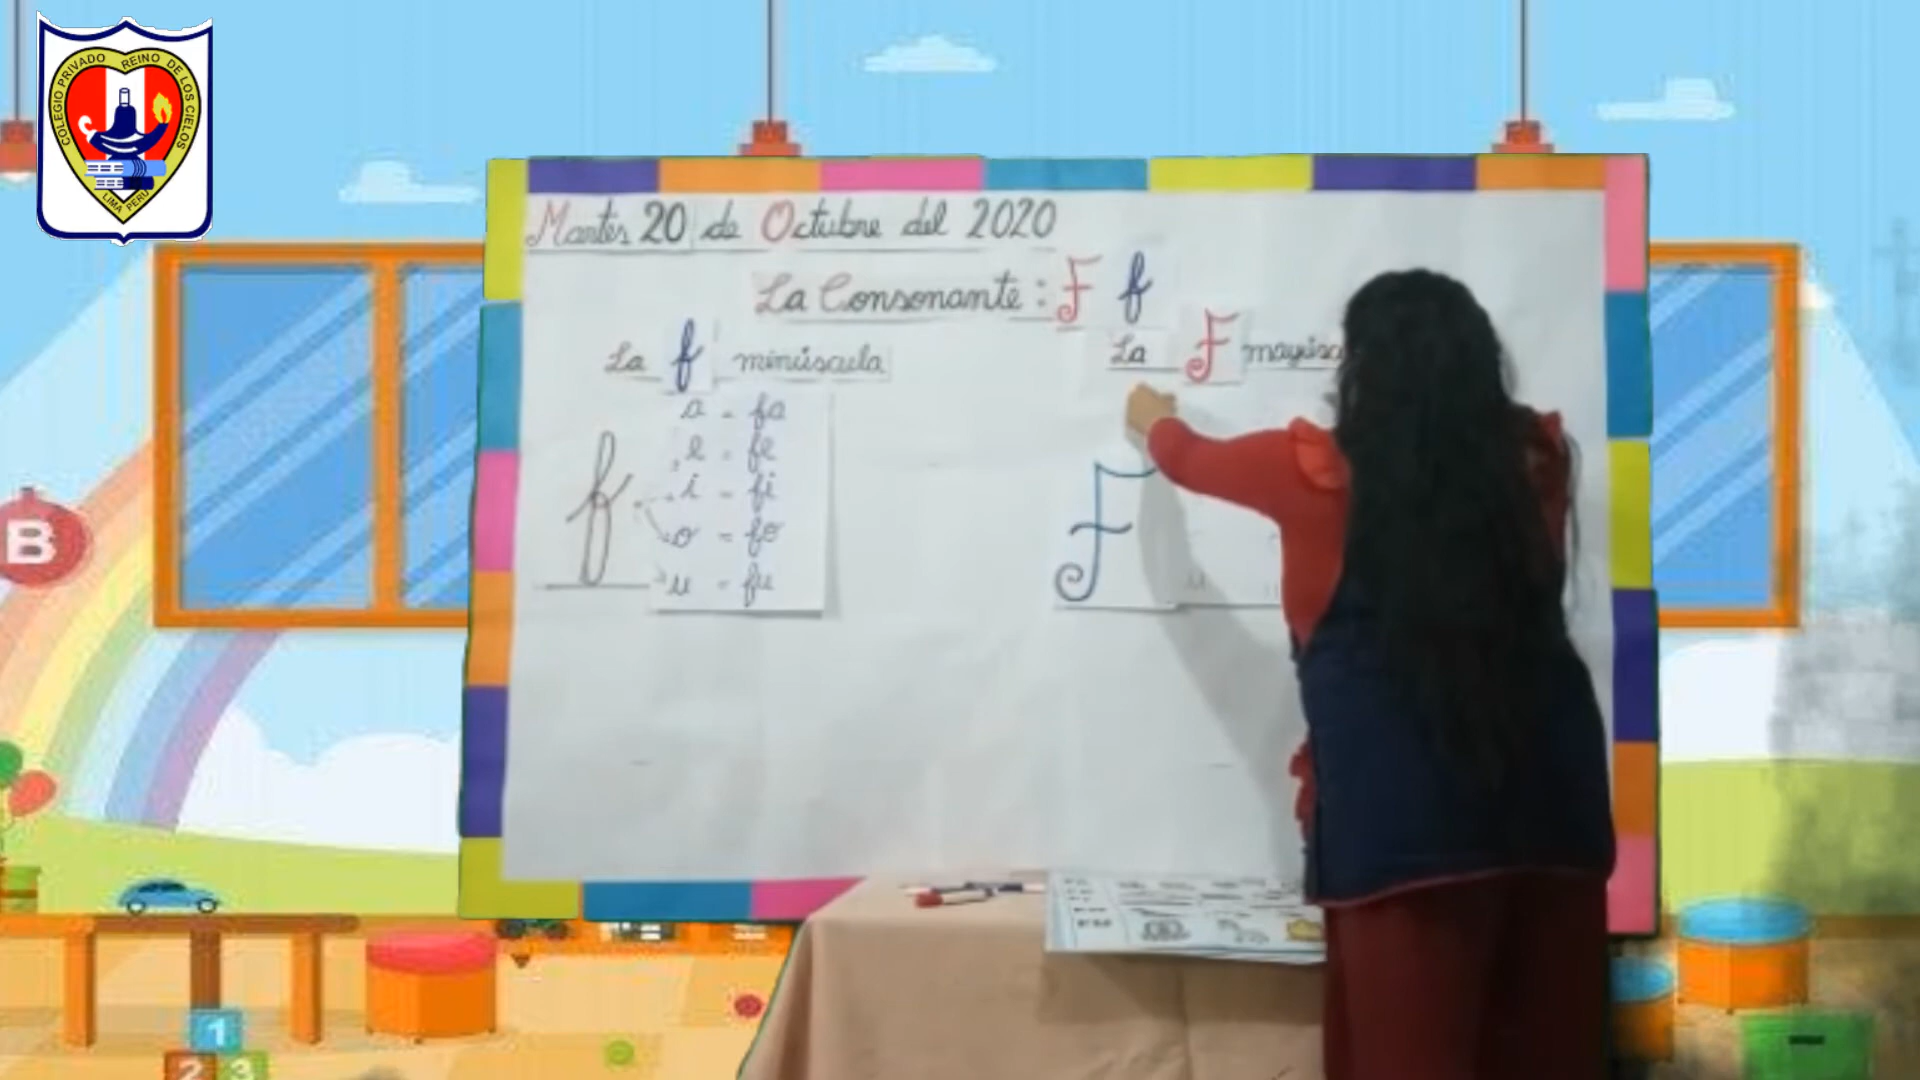 COLEGIO PRIVADO REINO DE LOS CIELOS
LIMA PERÚ
Martes 20 de Octubre del 2020
La Consonante : F f
La f minúscula
La F mayúsc
f
a = fa
e = fe
i = fi
o = fo
u = fu
F
B
1
2 3